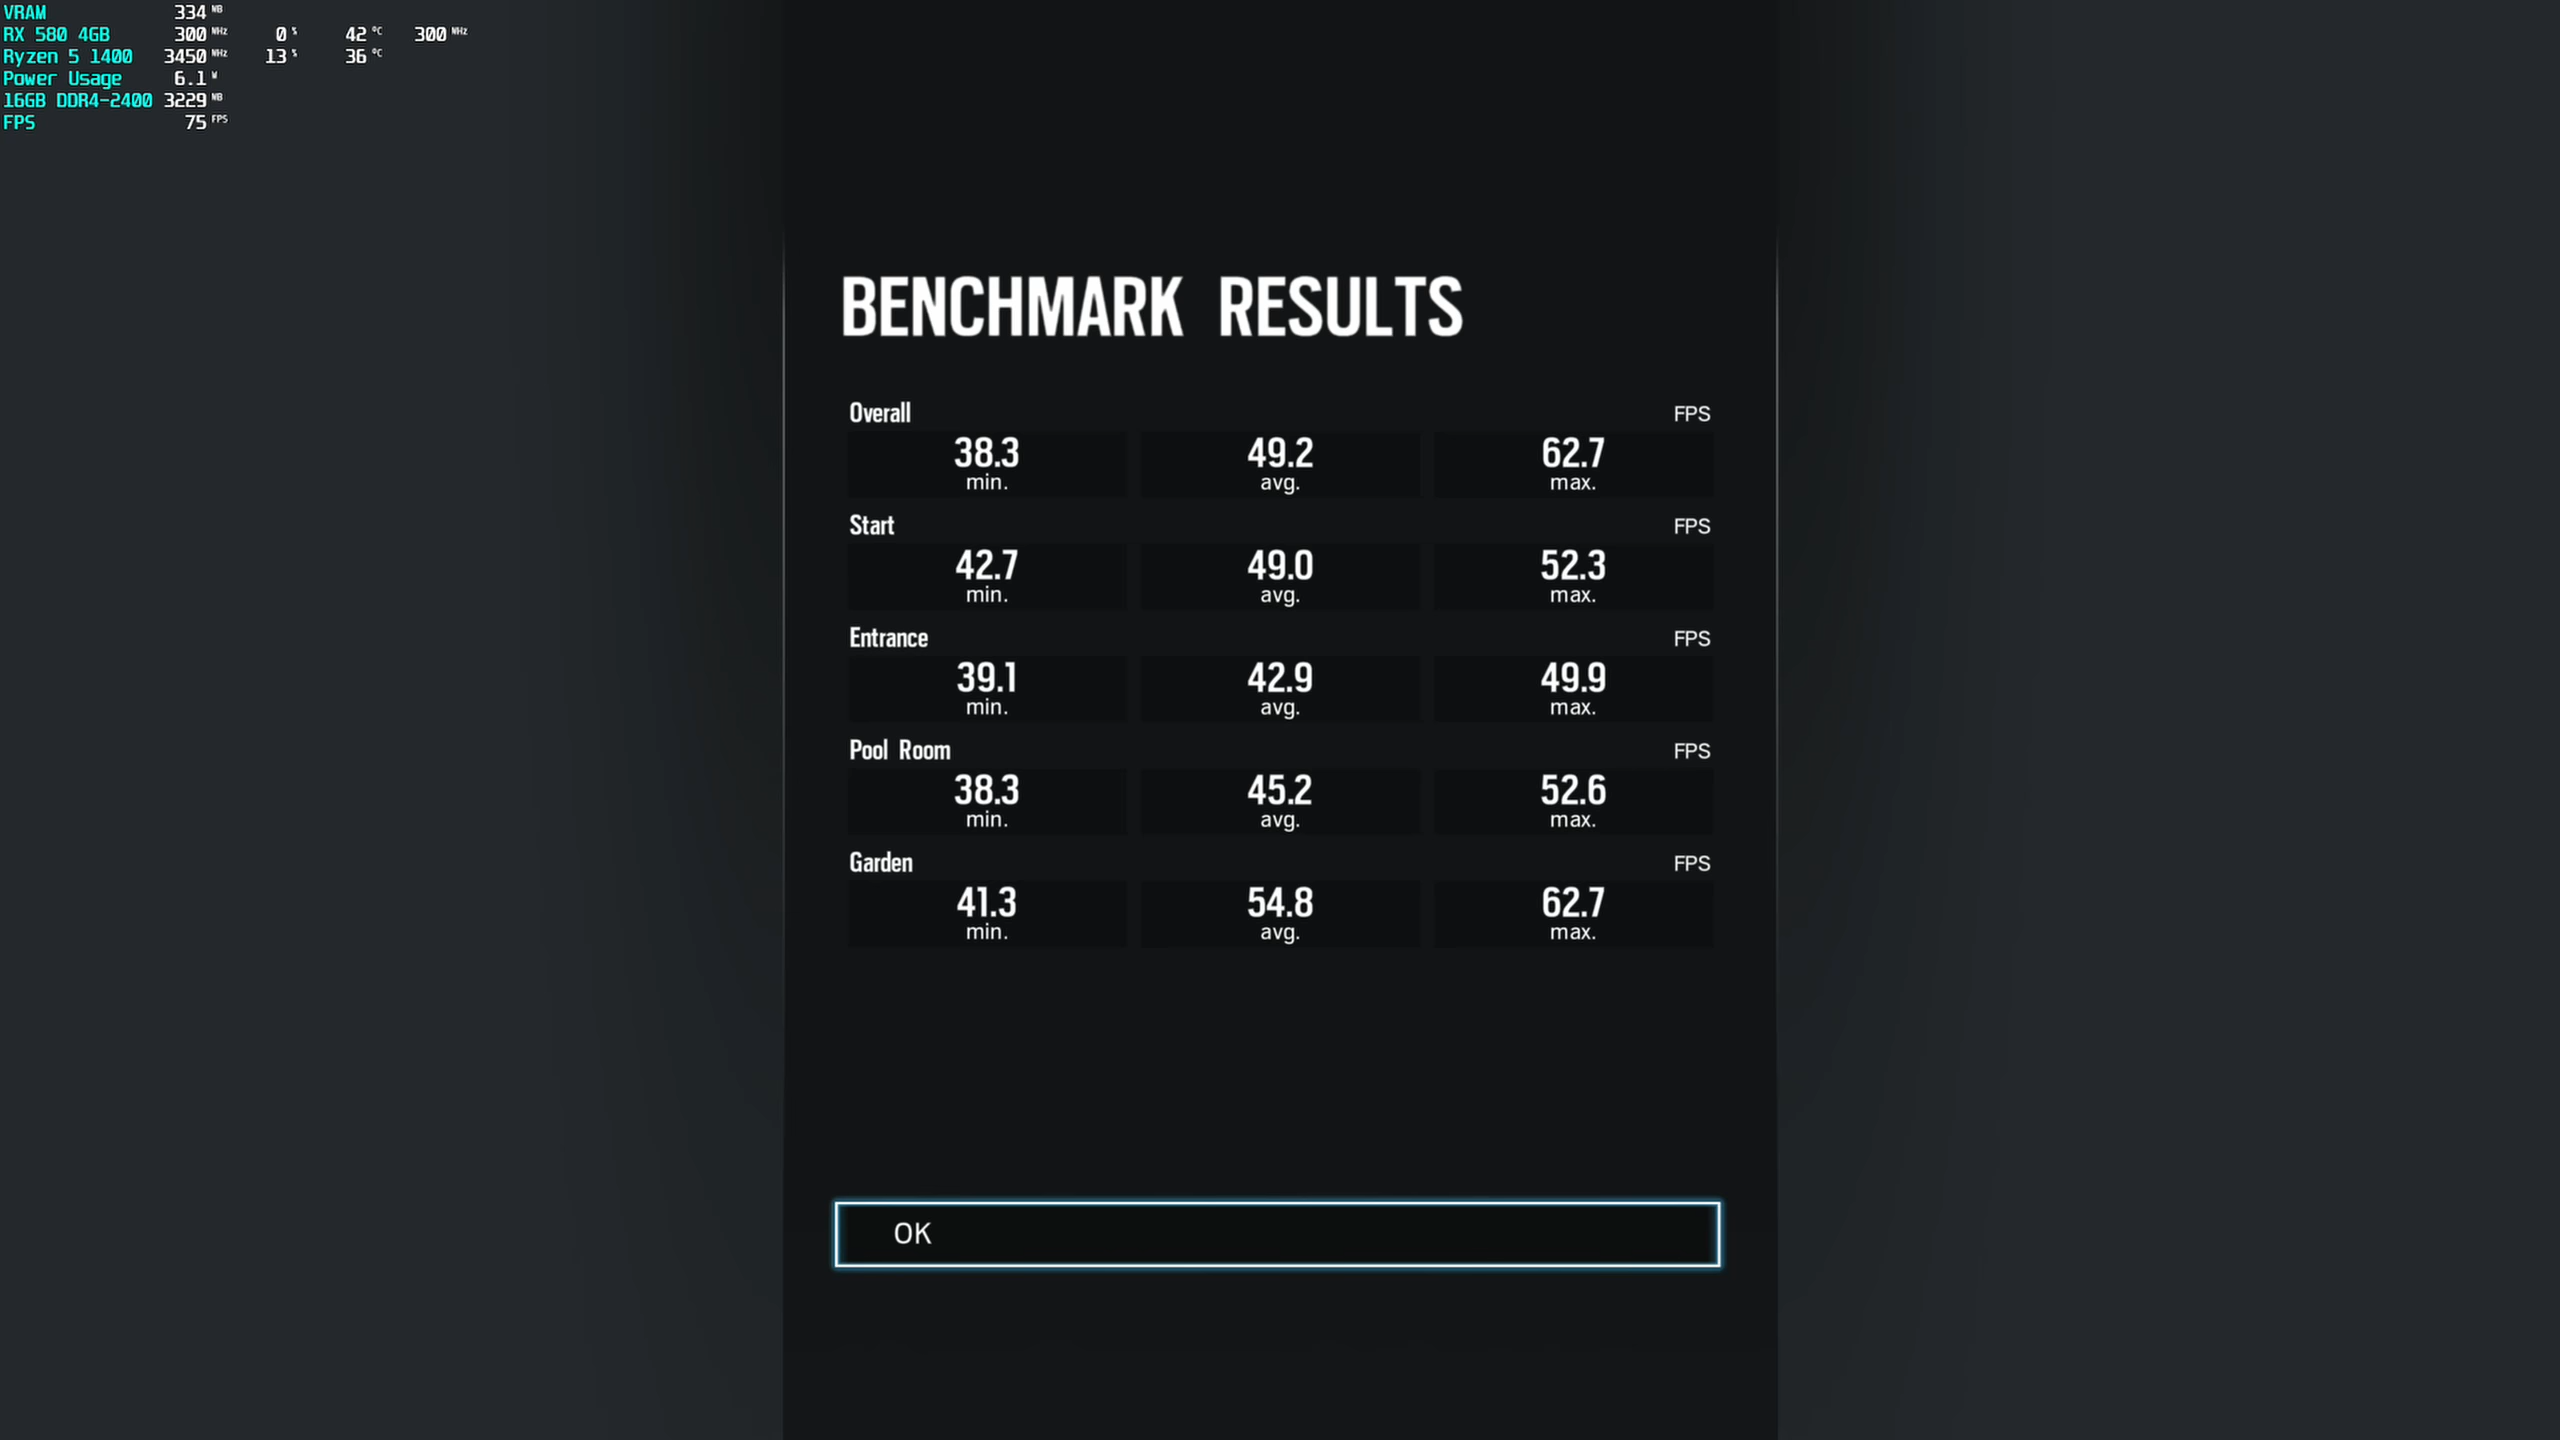 VRAM 334 MB
RX 580 4GB 300 MHz 0 % 42 °C 300 MHz
Ryzen 5 1400 3450 MHz 13 % 36 °C
Power Usage 6.1 W
16GB DDR4-2400 3229 MB
FPS 75 FPS
BENCHMARK RESULTS
Overall FPS
38.3 49.2 62.7
min. avg. max.
Start FPS
42.7 49.0 52.3
min. avg. max.
Entrance FPS
39.1 42.9 49.9
min. avg. max.
Pool Room FPS
38.3 45.2 52.6
min. avg. max.
Garden FPS
41.3 54.8 62.7
min. avg. max.
OK